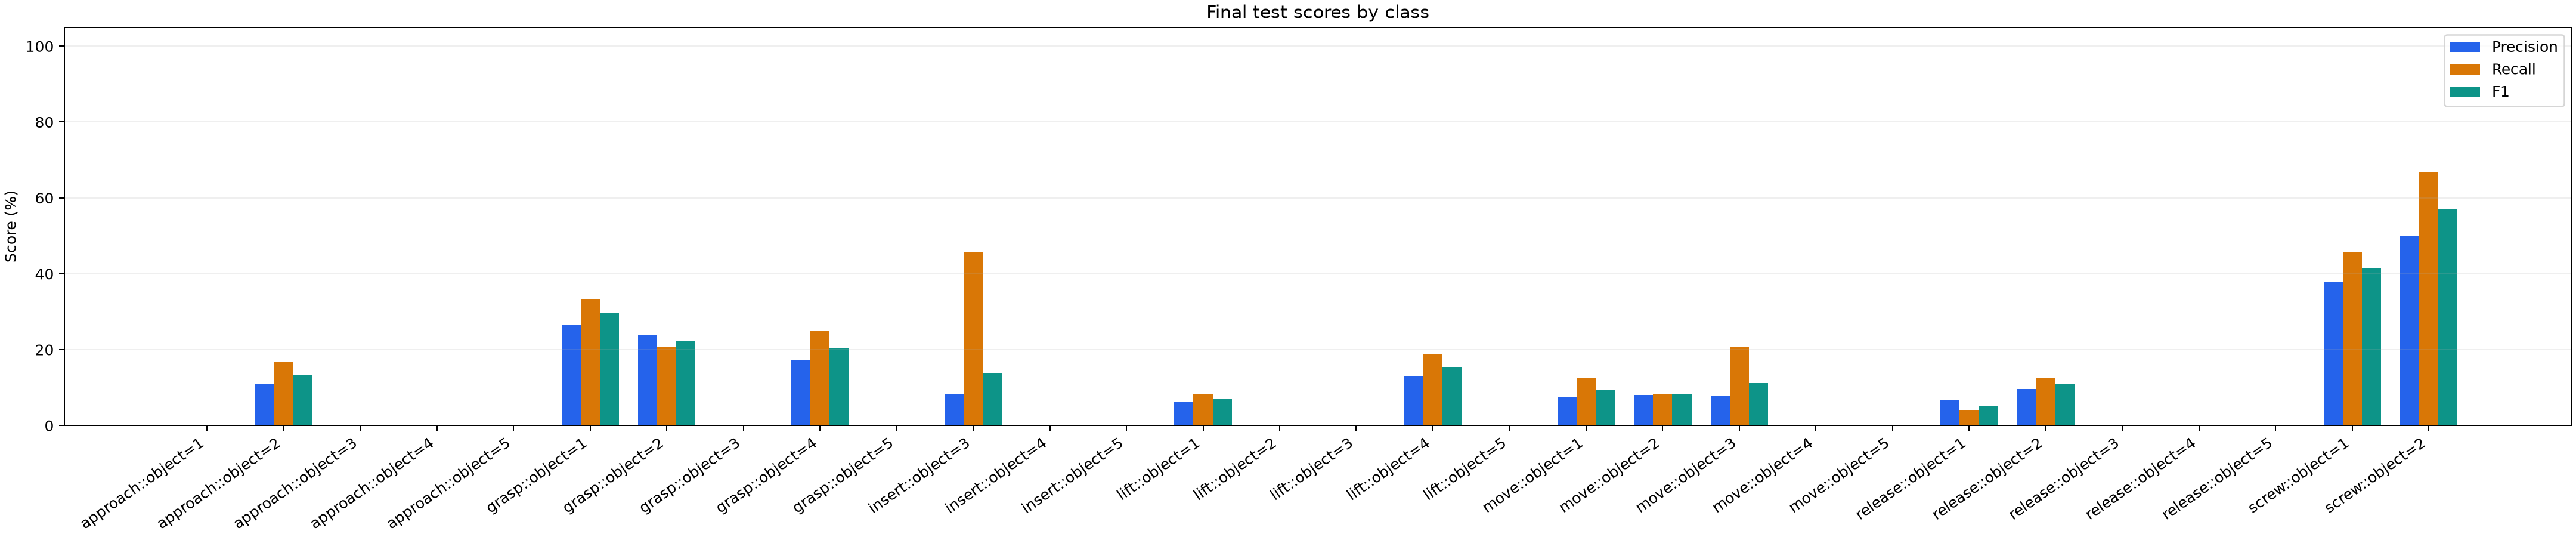 Final test scores by class
Precision
Recall
F1
Score (%)
100
80
60
40
20
0
approach::object=1
approach::object=2
approach::object=3
approach::object=4
approach::object=5
grasp::object=1
grasp::object=2
grasp::object=3
grasp::object=4
grasp::object=5
insert::object=3
insert::object=4
insert::object=5
lift::object=1
lift::object=2
lift::object=3
lift::object=4
lift::object=5
move::object=1
move::object=2
move::object=3
move::object=4
move::object=5
release::object=1
release::object=2
release::object=3
release::object=4
release::object=5
screw::object=1
screw::object=2